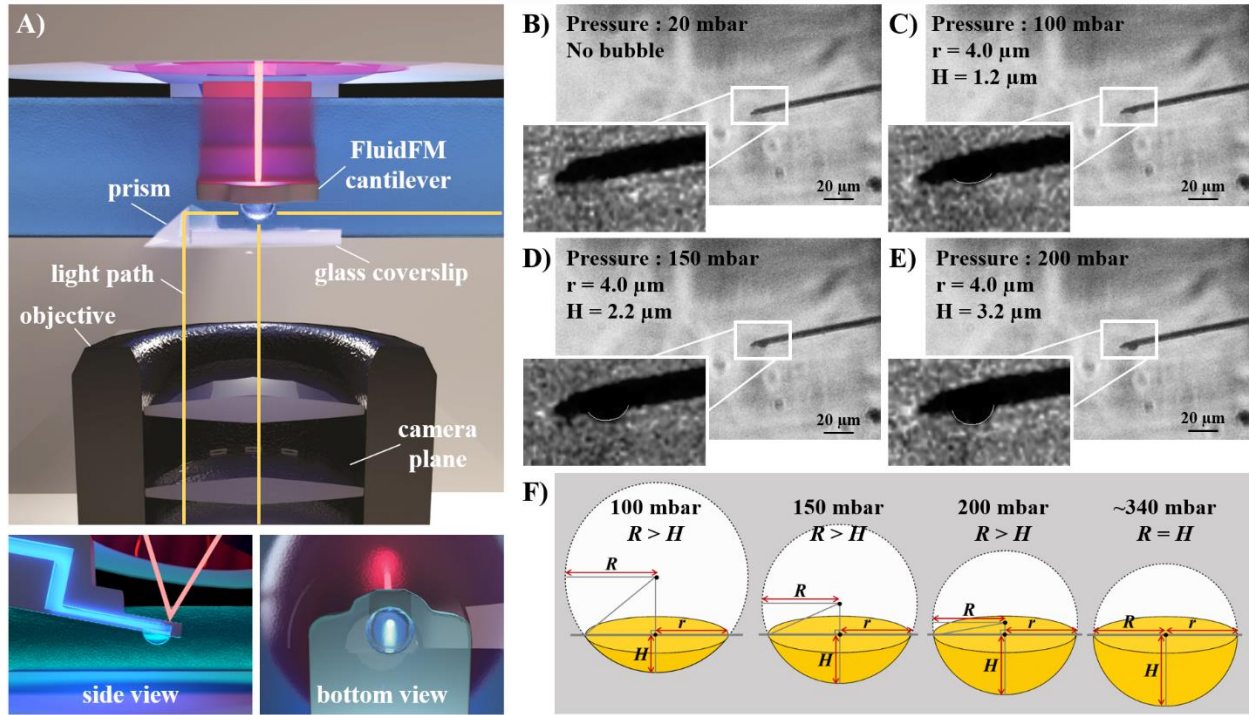 A)
FluidFM
cantilever
prism
glass coverslip
light path
objective
camera
plane
side view
bottom view
B)
Pressure : 20 mbar
No bubble
20 µm
C)
Pressure : 100 mbar
r = 4.0 µm
H = 1.2 µm
20 µm
D)
Pressure : 150 mbar
r = 4.0 µm
H = 2.2 µm
20 µm
E)
Pressure : 200 mbar
r = 4.0 µm
H = 3.2 µm
20 µm
F)
100 mbar
R > H
R
r
H
150 mbar
R > H
R
r
H
200 mbar
R > H
R
r
H
~340 mbar
R = H
R
r
H